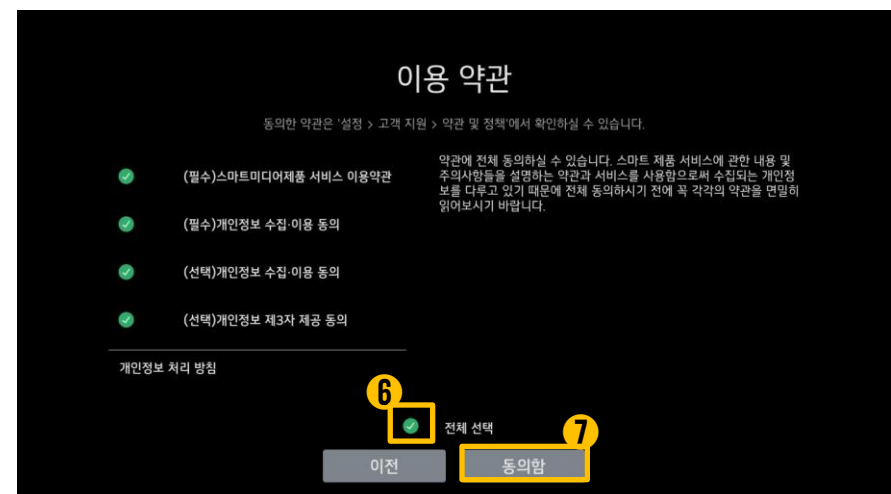 이용 약관
동의한 약관은 '설정 > 고객 지원 > 약관 및 정책'에서 확인하실 수 있습니다.
(필수)스마트미디어제품 서비스 이용약관
(필수)개인정보 수집·이용 동의
(선택)개인정보 수집·이용 동의
(선택)개인정보 제3자 제공 동의
개인정보 처리 방침
약관에 전체 동의하실 수 있습니다. 스마트 제품 서비스에 관한 내용 및
주의사항들을 설명하는 약관과 서비스를 사용함으로써 수집되는 개인정
보를 다루고 있기 때문에 전체 동의하시기 전에 꼭 각각의 약관을 면밀히
읽어보시기 바랍니다.
6
전체 선택
7
이전
동의함